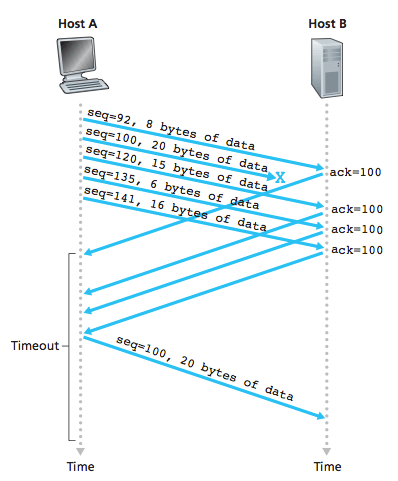 Host A
Host B
seq=92, 8 bytes of data
seq=100, 20 bytes of data
X
seq=120, 15 bytes of data
seq=135, 6 bytes of data
seq=141, 16 bytes of data
ack=100
ack=100
ack=100
ack=100
Timeout
seq=100, 20 bytes of data
Time
Time